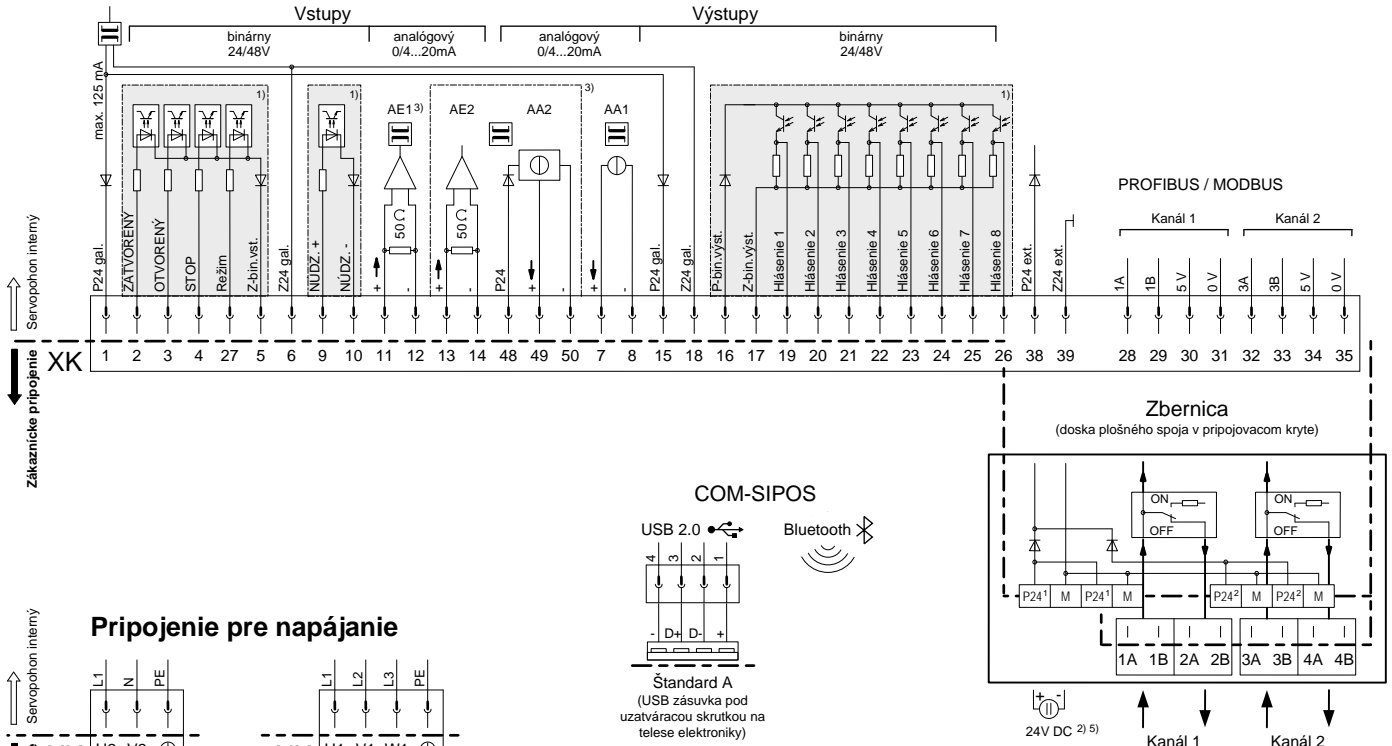 Vstupy
Výstupy
binárny
24/48V
analógový
0/4...20mA
analógový
0/4...20mA
binárny
24/48V
max. 125 mA
1)
1)
AE1 3)
AE2
AA2
3)
AA1
1)
50 Ω
50 Ω
PROFIBUS / MODBUS
Kanál 1
Kanál 2
Servopohon interný
P24 gal.
ZATVORENÝ
OTVORENÝ
STOP
Režim
Z-bin.vst.
Z24 gal.
NÚDZ. +
NÚDZ. -
+
-
+
-
P24
+
-
+
-
P24 gal.
Z24 gal.
P-bin.výst.
Z-bin.výst.
Hlásenie 1
Hlásenie 2
Hlásenie 3
Hlásenie 4
Hlásenie 5
Hlásenie 6
Hlásenie 7
Hlásenie 8
P24 ext.
Z24 ext.
1A
1B
5 V
0 V
3A
3B
5 V
0 V
Zákaznícke pripojenie
XK
1 2 3 4 27 5 6 9 10 11 12 13 14 48 49 50 7 8 15 18 16 17 19 20 21 22 23 24 25 26 38 39 28 29 30 31 32 33 34 35
Zbernica
(doska plošného spoja v pripojovacom kryte)
ON
OFF
ON
OFF
P24¹ M P24¹ M
P24² M P24² M
1A 1B 2A 2B 3A 3B 4A 4B
+ -
24V DC 2) 5)
Kanál 1
Kanál 2
COM-SIPOS
USB 2.0
Bluetooth
4 3 2 1
- D+ D- +
Štandard A
(USB zásuvka pod
uzatváracou skrutkou na
telese elektroniky)
Pripojenie pre napájanie
Servopohon interný
L1 N PE
L1 L2 L3 PE
U1 V1 W1